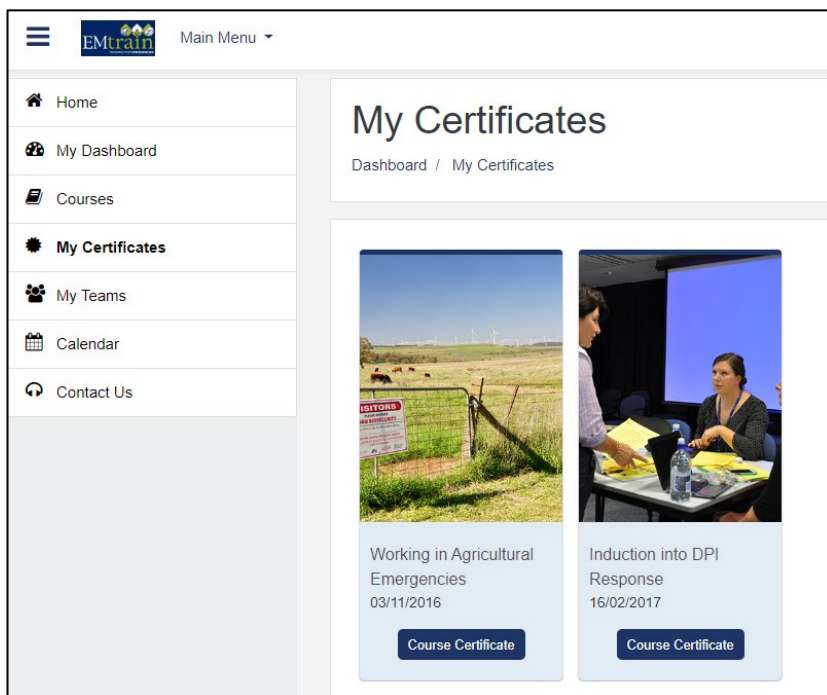 EMtrain
Main Menu
Home
My Dashboard
Courses
My Certificates
My Teams
Calendar
Contact Us
My Certificates
Dashboard / My Certificates
VISITORS
Working in Agricultural
Emergencies
03/11/2016
Course Certificate
Induction into DPI
Response
16/02/2017
Course Certificate